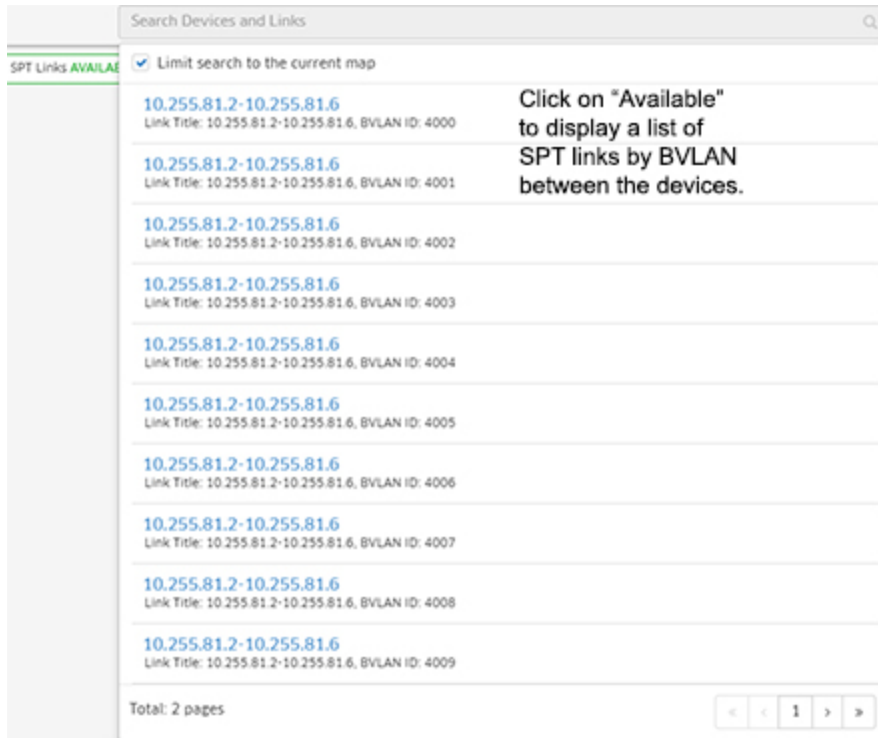 Search Devices and Links
SPT Links AVAILAB
Limit search to the current map
Click on “Available”
to display a list of
SPT links by BVLAN
between the devices.
10.255.81.2-10.255.81.6
Link Title: 10.255.81.2-10.255.81.6, BVLAN ID: 4000
10.255.81.2-10.255.81.6
Link Title: 10.255.81.2-10.255.81.6, BVLAN ID: 4001
10.255.81.2-10.255.81.6
Link Title: 10.255.81.2-10.255.81.6, BVLAN ID: 4002
10.255.81.2-10.255.81.6
Link Title: 10.255.81.2-10.255.81.6, BVLAN ID: 4003
10.255.81.2-10.255.81.6
Link Title: 10.255.81.2-10.255.81.6, BVLAN ID: 4004
10.255.81.2-10.255.81.6
Link Title: 10.255.81.2-10.255.81.6, BVLAN ID: 4005
10.255.81.2-10.255.81.6
Link Title: 10.255.81.2-10.255.81.6, BVLAN ID: 4006
10.255.81.2-10.255.81.6
Link Title: 10.255.81.2-10.255.81.6, BVLAN ID: 4007
10.255.81.2-10.255.81.6
Link Title: 10.255.81.2-10.255.81.6, BVLAN ID: 4008
10.255.81.2-10.255.81.6
Link Title: 10.255.81.2-10.255.81.6, BVLAN ID: 4009
Total: 2 pages
« ‹ 1 › »